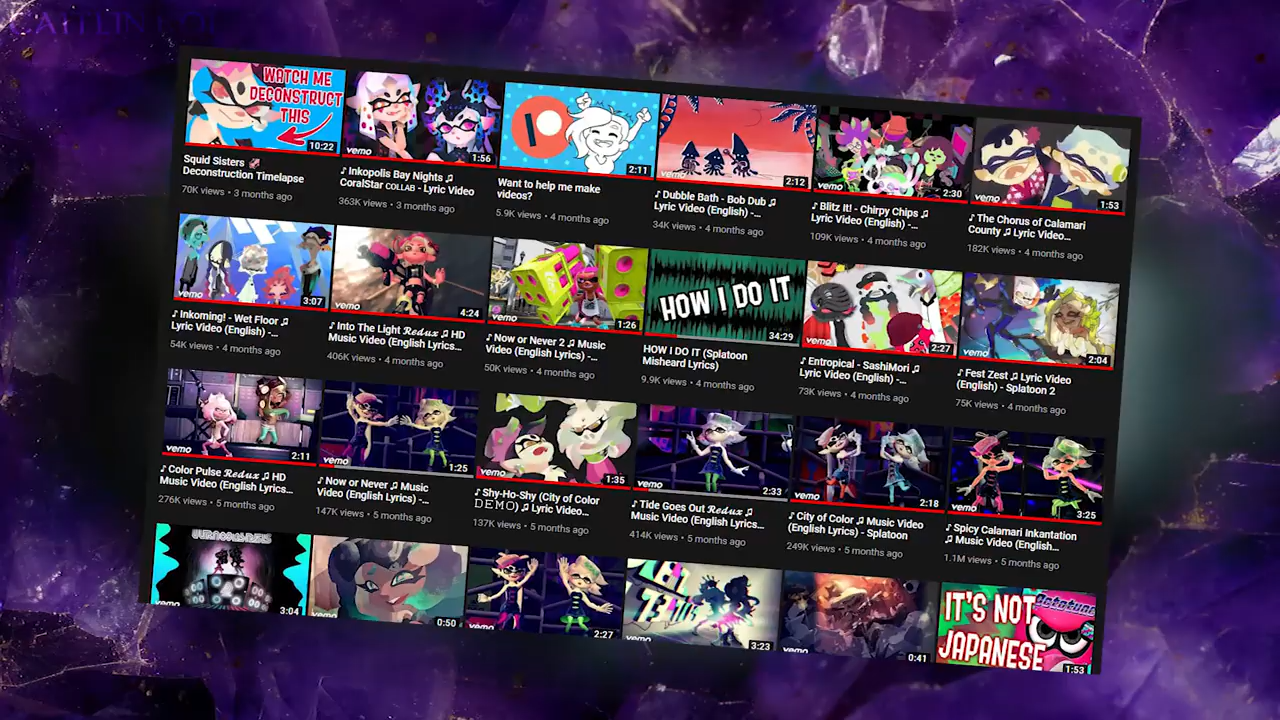 CAITLIN
WATCH ME
DECONSTRUCT
THIS
10:22
Squid Sisters 🦑
Deconstruction Timelapse
70K views • 3 months ago
vemo
1:56
♪ Inkopolis Bay Nights ♫
CoralStar COLLAB - Lyric Video
363K views • 3 months ago
2:11
Want to help me make
videos?
5.9K views • 4 months ago
2:12
♪ Dubble Bath - Bob Dub ♫
Lyric Video (English) -...
34K views • 4 months ago
vemo
2:30
♪ Blitz It! - Chirpy Chips ♫
Lyric Video (English) -...
109K views • 4 months ago
1:53
♪ The Chorus of Calamari
County ♫ Lyric Video...
182K views • 4 months ago
vemo
3:07
♪ Inkoming! - Wet Floor ♫
Lyric Video (English) -...
54K views • 4 months ago
vemo
4:24
♪ Into The Light Redux ♫ HD
Music Video (English Lyrics...
406K views • 4 months ago
vemo
1:26
♪ Now or Never 2 ♫ Music
Video (English Lyrics) -...
50K views • 4 months ago
HOW I DO IT
34:29
HOW I DO IT (Splatoon
Misheard Lyrics)
9.9K views • 4 months ago
vemo
2:27
♪ Entropical - SashiMori ♫
Lyric Video (English) -...
73K views • 4 months ago
vemo
2:04
♪ Fest Zest ♫ Lyric Video
(English) - Splatoon 2
75K views • 4 months ago
vemo
2:11
♪ Color Pulse Redux ♫ HD
Music Video (English Lyrics...
276K views • 5 months ago
vemo
1:25
♪ Now or Never ♫ Music
Video (English Lyrics) -...
147K views • 5 months ago
vemo
1:35
♪ Shy-Ho-Shy (City of Color
DEMO) ♫ Lyric Video...
137K views • 5 months ago
vemo
2:33
♪ Tide Goes Out Redux ♫
Music Video (English Lyrics...
414K views • 5 months ago
vemo
2:18
♪ City of Color ♫ Music Video
(English Lyrics) - Splatoon
249K views • 5 months ago
vemo
3:25
♪ Spicy Calamari Inkantation
♫ Music Video (English...
1.1M views • 5 months ago
vemo
3:04
0:50
vemo
2:27
vemo
3:23
vemo
0:41
IT'S NOT
JAPANESE
1:53